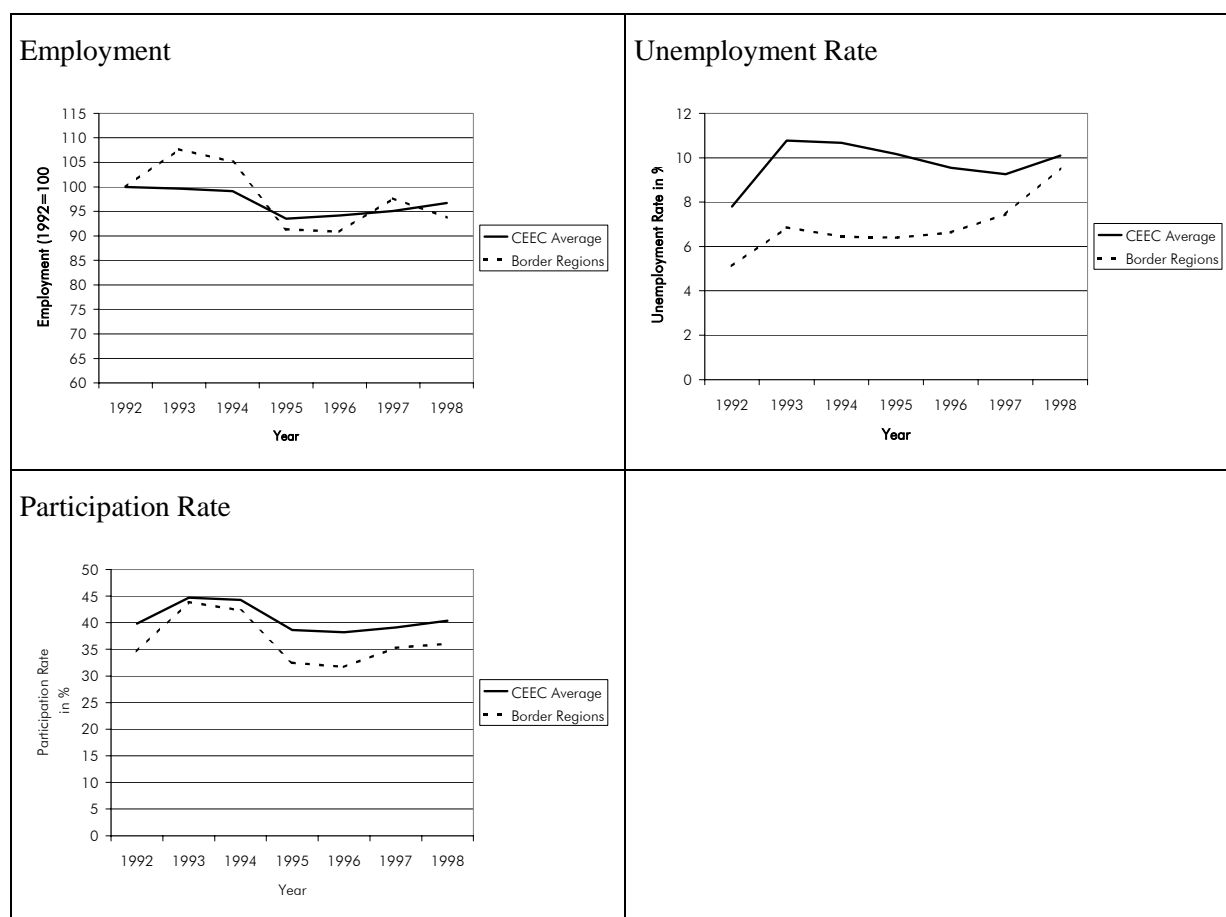 Employment
Employment (1992=100
115
110
105
100
95
90
85
80
75
70
65
60
1992 1993 1994 1995 1996 1997 1998
Year
CEEC Average
Border Regions
Unemployment Rate
Unemployment Rate in %
12
10
8
6
4
2
0
1992 1993 1994 1995 1996 1997 1998
Year
CEEC Average
Border Regions
Participation Rate
Participation Rate
in %
50
45
40
35
30
25
20
15
10
5
0
1992 1993 1994 1995 1996 1997 1998
Year
CEEC Average
Border Regions